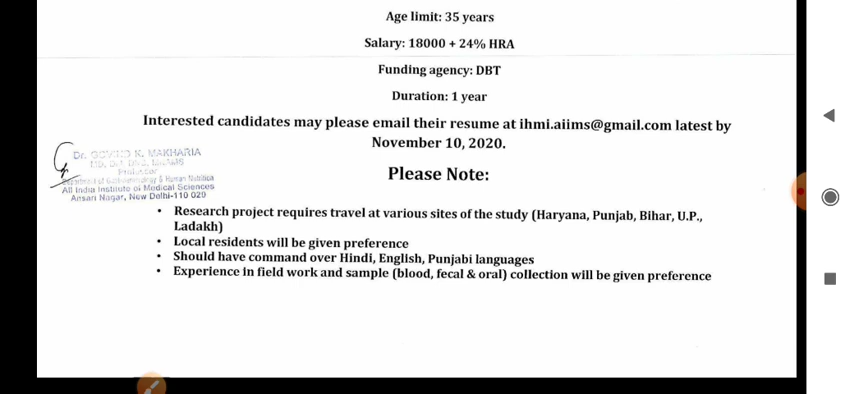 Age limit: 35 years
Salary: 18000 + 24% HRA
Funding agency: DBT
Duration: 1 year
Interested candidates may please email their resume at ihmi.aiims@gmail.com latest by
November 10, 2020.
Dr. GOVIND K. MAKHARIA
Professor
& Human Nutrition
All India Institute of Medical Sciences
Ansari Nagar, New Delhi-110 029
Please Note:
• Research project requires travel at various sites of the study (Haryana, Punjab, Bihar, U.P.,
Ladakh)
• Local residents will be given preference
• Should have command over Hindi, English, Punjabi languages
• Experience in field work and sample (blood, fecal & oral) collection will be given preference